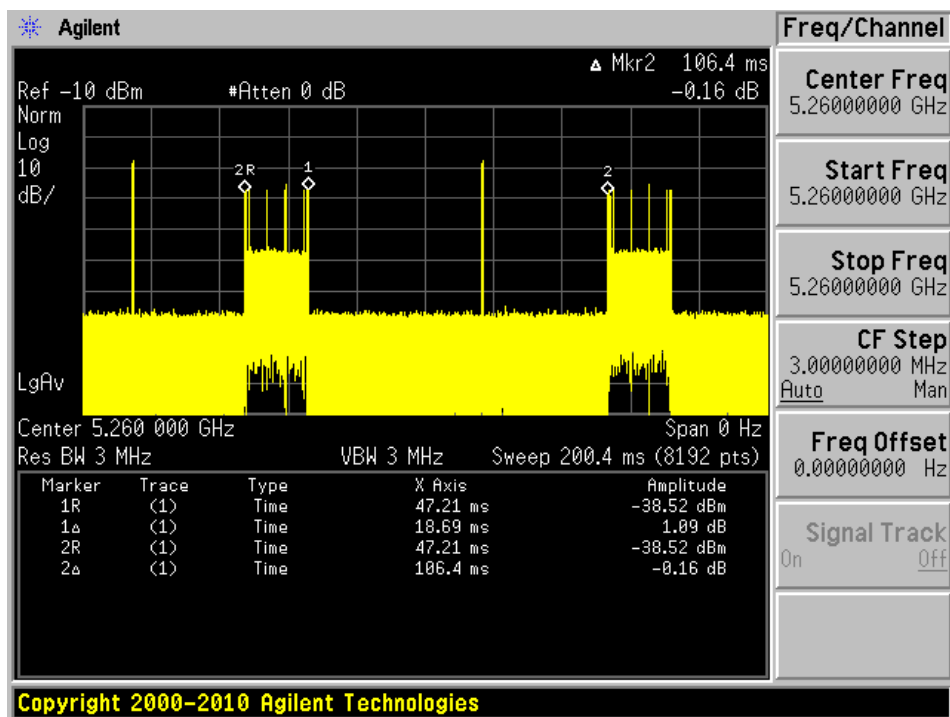 Agilent
Freq/Channel
Δ Mkr2 106.4 ms
Ref -10 dBm #Atten 0 dB -0.16 dB
Norm
Log
10
dB/
2R
1
2
LgAv
Center 5.260 000 GHz Span 0 Hz
Res BW 3 MHz VBW 3 MHz Sweep 200.4 ms (8192 pts)
Marker Trace Type X Axis Amplitude
1R (1) Time 47.21 ms -38.52 dBm
1Δ (1) Time 18.69 ms 1.09 dB
2R (1) Time 47.21 ms -38.52 dBm
2Δ (1) Time 106.4 ms -0.16 dB
Center Freq
5.26000000 GHz
Start Freq
5.26000000 GHz
Stop Freq
5.26000000 GHz
CF Step
3.00000000 MHz
Auto Man
Freq Offset
0.00000000 Hz
Signal Track
On Off
Copyright 2000-2010 Agilent Technologies